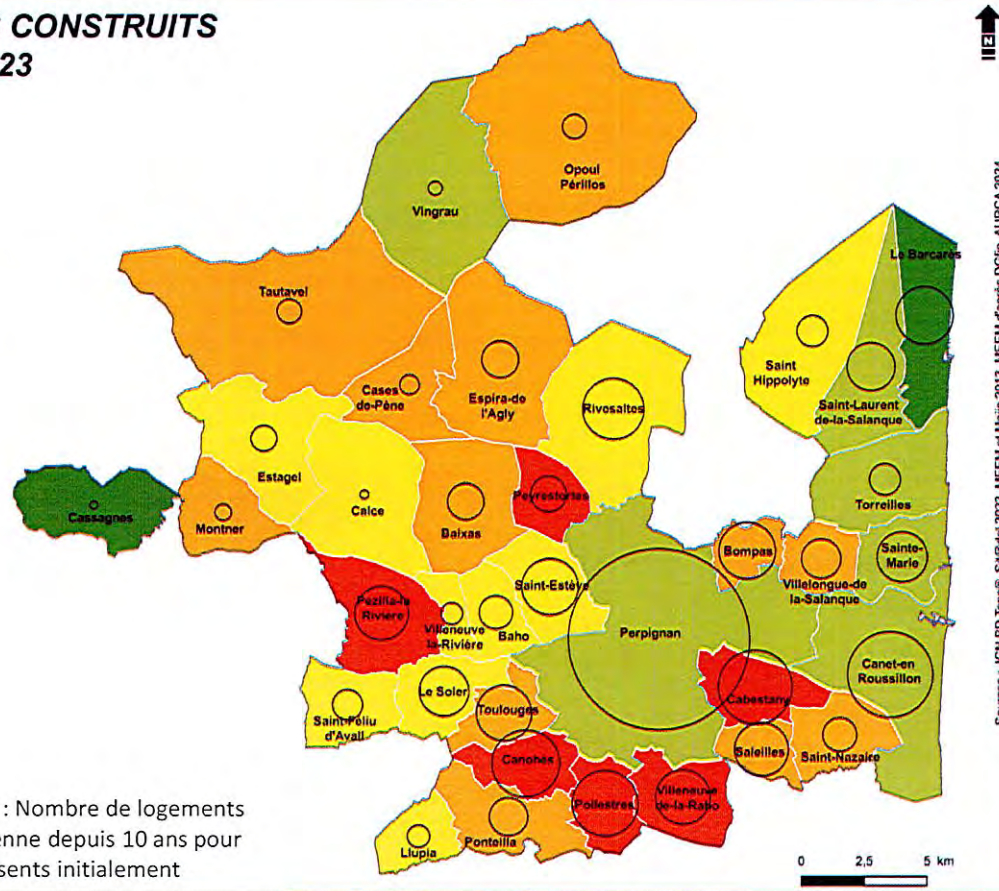 CONSTRUITS
23
N
Opoul
Périllos
Vingrau
Le Barcarès
Tautavel
Saint
Hippolyte
Cases
de-Pène
Espira-de
l'Agly
Rivesaltes
Saint-Laurent
de-la-Salanque
Estagel
Torreilles
Cassagnes
Montner
Calce
Baixas
Peyrestortes
Bompas
Villelongue-de
la-Salanque
Sainte-
Marie
Saint-Estève
Pezilla-la
Rivière
Villeneuve
la-Rivière
Baho
Perpignan
Canet-en
Roussillon
Cabestany
Saint-Féliu
d'Avall
Le Soler
Toulouges
Saleilles
Saint-Nazaire
Canohès
Pollestres
Villeneuve
de-la-Raho
Llupia
Ponteilla
: Nombre de logements
enne depuis 10 ans pour
sents initialement
0 2,5 5 km